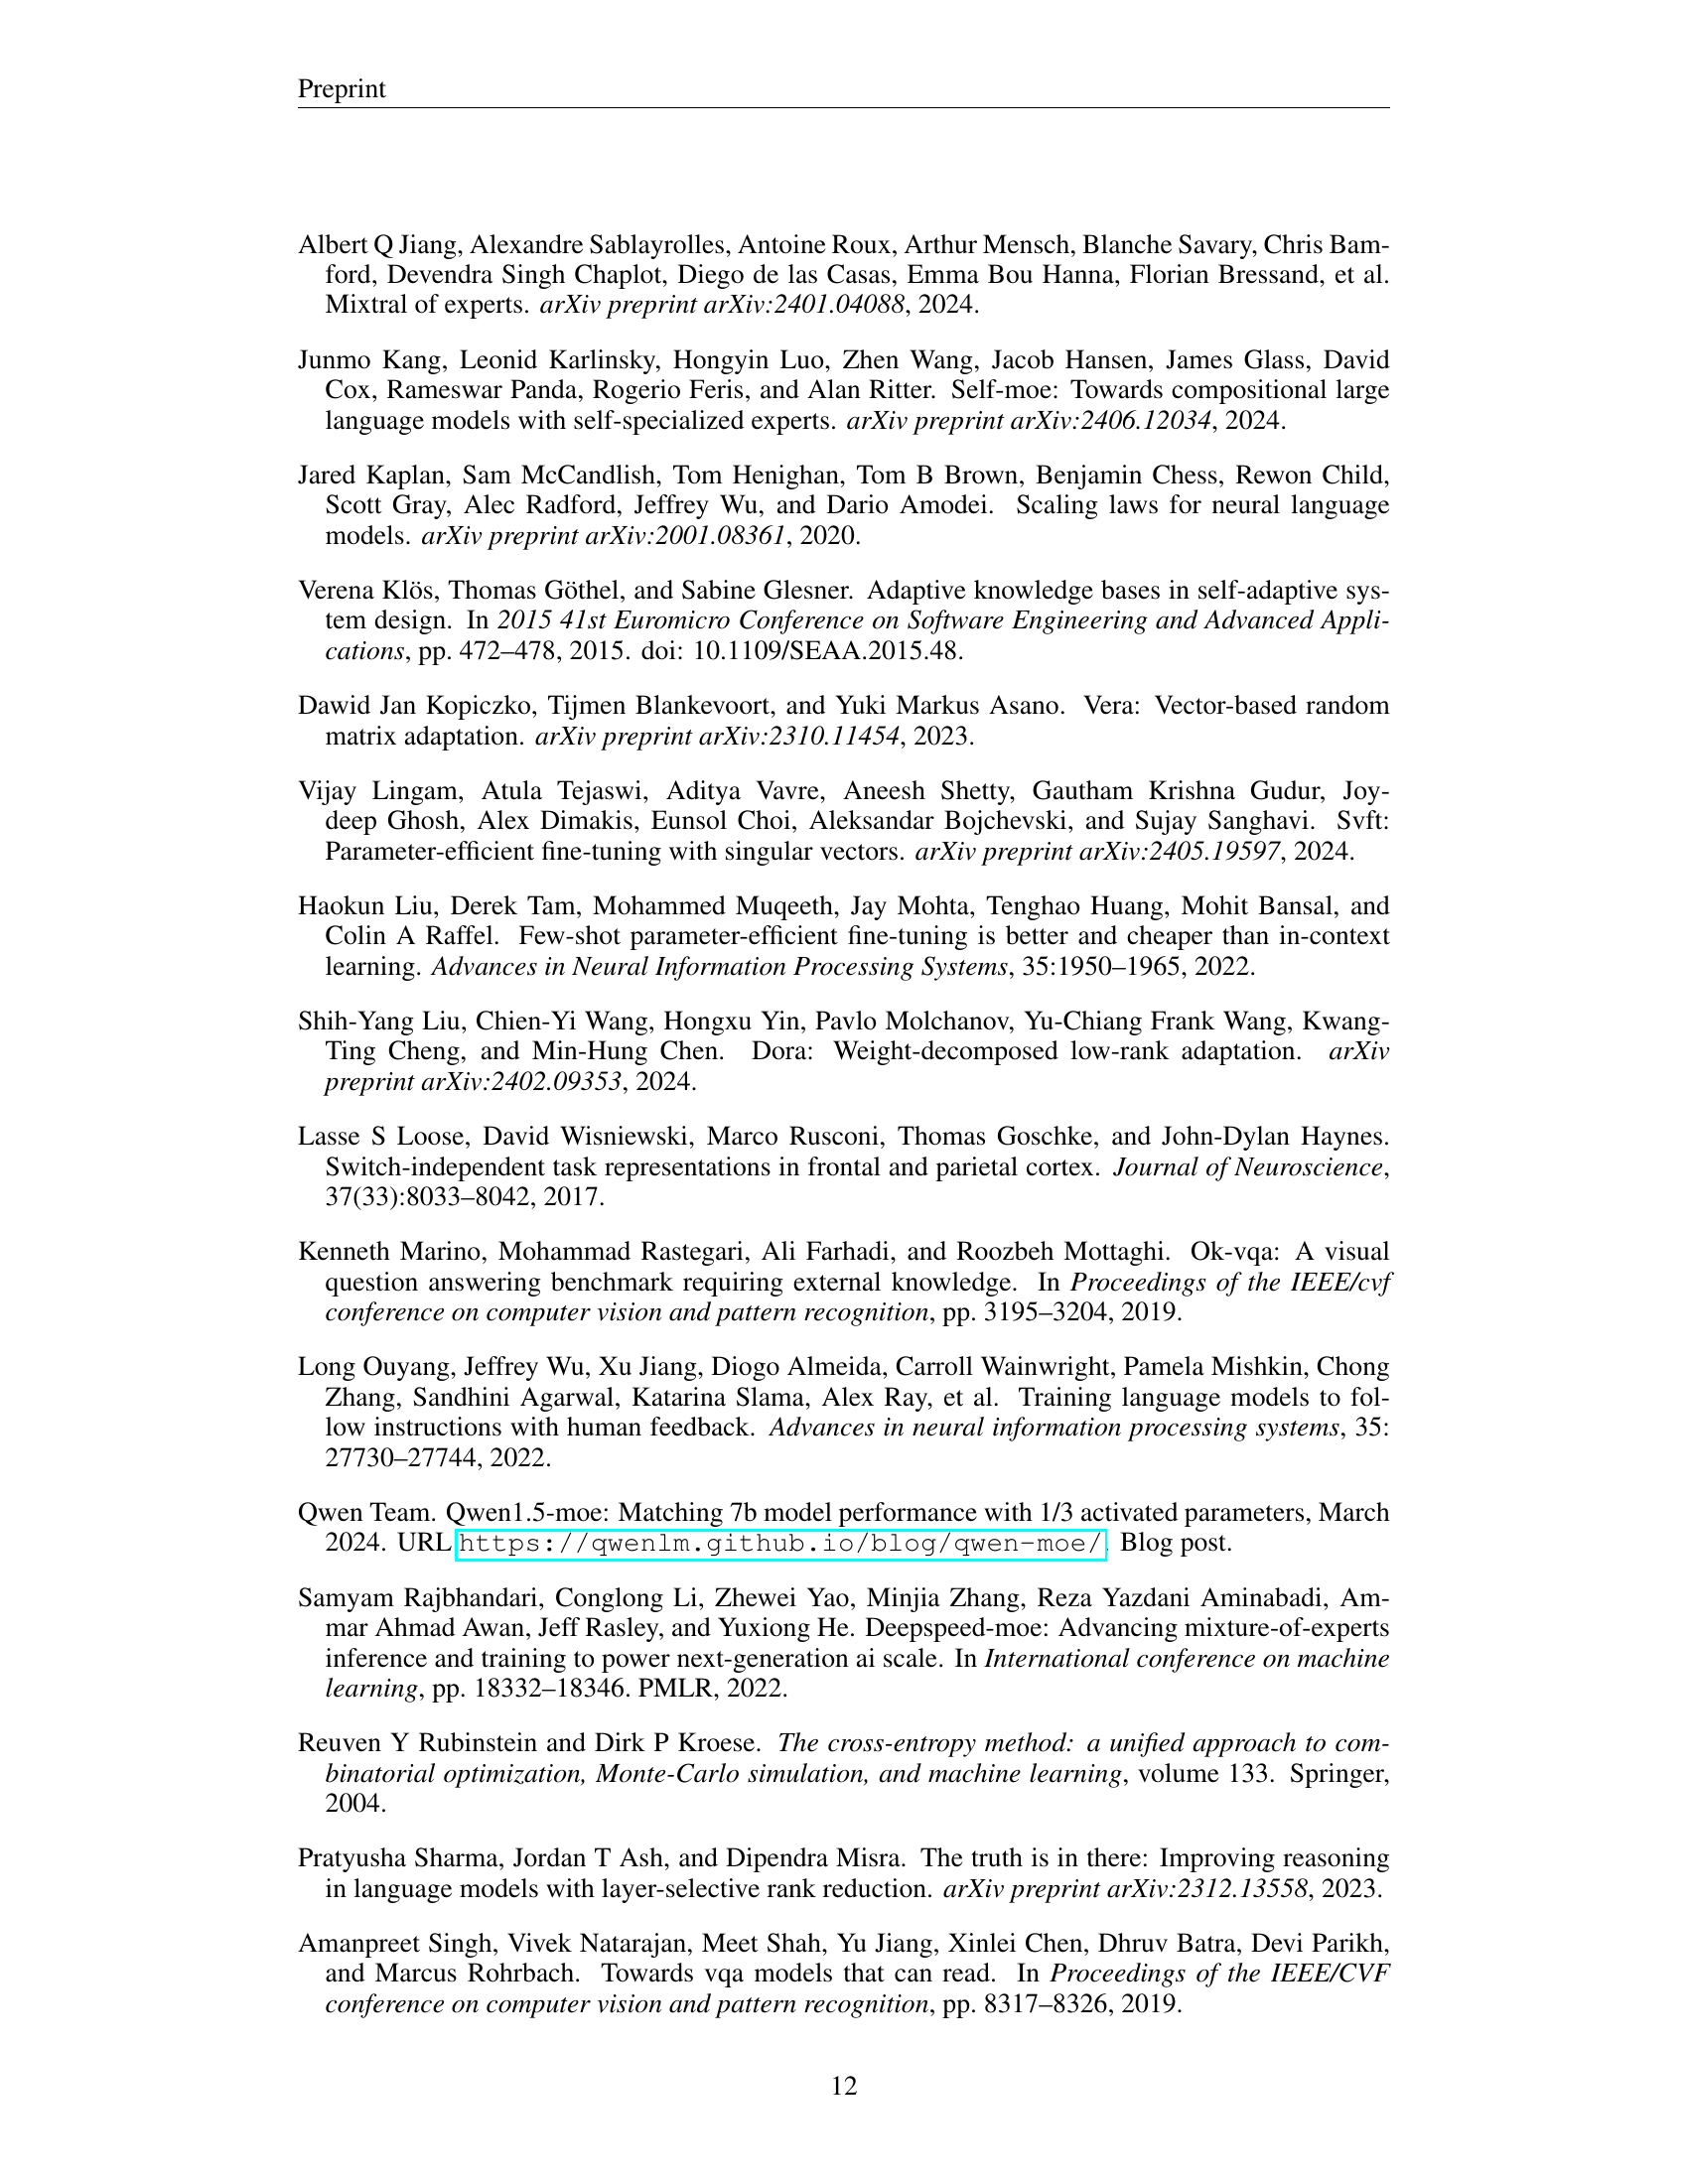 Preprint
Albert Q Jiang, Alexandre Sablayrolles, Antoine Roux, Arthur Mensch, Blanche Savary, Chris Bam-
ford, Devendra Singh Chaplot, Diego de las Casas, Emma Bou Hanna, Florian Bressand, et al.
Mixtral of experts. arXiv preprint arXiv:2401.04088, 2024.
Junmo Kang, Leonid Karlinsky, Hongyin Luo, Zhen Wang, Jacob Hansen, James Glass, David
Cox, Rameswar Panda, Rogerio Feris, and Alan Ritter. Self-moe: Towards compositional large
language models with self-specialized experts. arXiv preprint arXiv:2406.12034, 2024.
Jared Kaplan, Sam McCandlish, Tom Henighan, Tom B Brown, Benjamin Chess, Rewon Child,
Scott Gray, Alec Radford, Jeffrey Wu, and Dario Amodei. Scaling laws for neural language
models. arXiv preprint arXiv:2001.08361, 2020.
Verena Klös, Thomas Göthel, and Sabine Glesner. Adaptive knowledge bases in self-adaptive sys-
tem design. In 2015 41st Euromicro Conference on Software Engineering and Advanced Appli-
cations, pp. 472–478, 2015. doi: 10.1109/SEAA.2015.48.
Dawid Jan Kopiczko, Tijmen Blankevoort, and Yuki Markus Asano. Vera: Vector-based random
matrix adaptation. arXiv preprint arXiv:2310.11454, 2023.
Vijay Lingam, Atula Tejaswi, Aditya Vavre, Aneesh Shetty, Gautham Krishna Gudur, Joy-
deep Ghosh, Alex Dimakis, Eunsol Choi, Aleksandar Bojchevski, and Sujay Sanghavi. Svft:
Parameter-efficient fine-tuning with singular vectors. arXiv preprint arXiv:2405.19597, 2024.
Haokun Liu, Derek Tam, Mohammed Muqeeth, Jay Mohta, Tenghao Huang, Mohit Bansal, and
Colin A Raffel. Few-shot parameter-efficient fine-tuning is better and cheaper than in-context
learning. Advances in Neural Information Processing Systems, 35:1950–1965, 2022.
Shih-Yang Liu, Chien-Yi Wang, Hongxu Yin, Pavlo Molchanov, Yu-Chiang Frank Wang, Kwang-
Ting Cheng, and Min-Hung Chen. Dora: Weight-decomposed low-rank adaptation. arXiv
preprint arXiv:2402.09353, 2024.
Lasse S Loose, David Wisniewski, Marco Rusconi, Thomas Goschke, and John-Dylan Haynes.
Switch-independent task representations in frontal and parietal cortex. Journal of Neuroscience,
37(33):8033–8042, 2017.
Kenneth Marino, Mohammad Rastegari, Ali Farhadi, and Roozbeh Mottaghi. Ok-vqa: A visual
question answering benchmark requiring external knowledge. In Proceedings of the IEEE/cvf
conference on computer vision and pattern recognition, pp. 3195–3204, 2019.
Long Ouyang, Jeffrey Wu, Xu Jiang, Diogo Almeida, Carroll Wainwright, Pamela Mishkin, Chong
Zhang, Sandhini Agarwal, Katarina Slama, Alex Ray, et al. Training language models to fol-
low instructions with human feedback. Advances in neural information processing systems, 35:
27730–27744, 2022.
Qwen Team. Qwen1.5-moe: Matching 7b model performance with 1/3 activated parameters, March
2024. URL https://qwenlm.github.io/blog/qwen-moe/. Blog post.
Samyam Rajbhandari, Conglong Li, Zhewei Yao, Minjia Zhang, Reza Yazdani Aminabadi, Am-
mar Ahmad Awan, Jeff Rasley, and Yuxiong He. Deepspeed-moe: Advancing mixture-of-experts
inference and training to power next-generation ai scale. In International conference on machine
learning, pp. 18332–18346. PMLR, 2022.
Reuven Y Rubinstein and Dirk P Kroese. The cross-entropy method: a unified approach to com-
binatorial optimization, Monte-Carlo simulation, and machine learning, volume 133. Springer,
2004.
Pratyusha Sharma, Jordan T Ash, and Dipendra Misra. The truth is in there: Improving reasoning
in language models with layer-selective rank reduction. arXiv preprint arXiv:2312.13558, 2023.
Amanpreet Singh, Vivek Natarajan, Meet Shah, Yu Jiang, Xinlei Chen, Dhruv Batra, Devi Parikh,
and Marcus Rohrbach. Towards vqa models that can read. In Proceedings of the IEEE/CVF
conference on computer vision and pattern recognition, pp. 8317–8326, 2019.
12